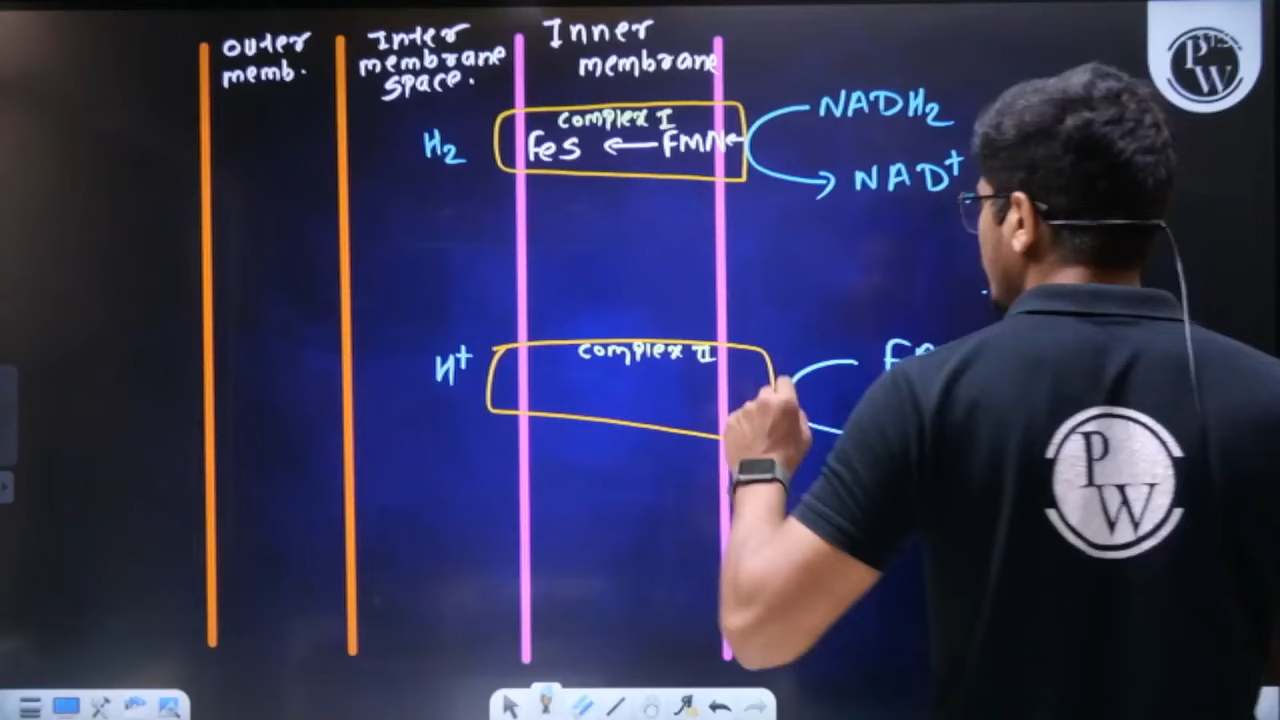 Outer
memb.
Inter
membrane
space.
Inner
membrane
Complex I
H2
FeS ← FMN ←
NADH2
NAD+
Complex II
H+
PW
PW